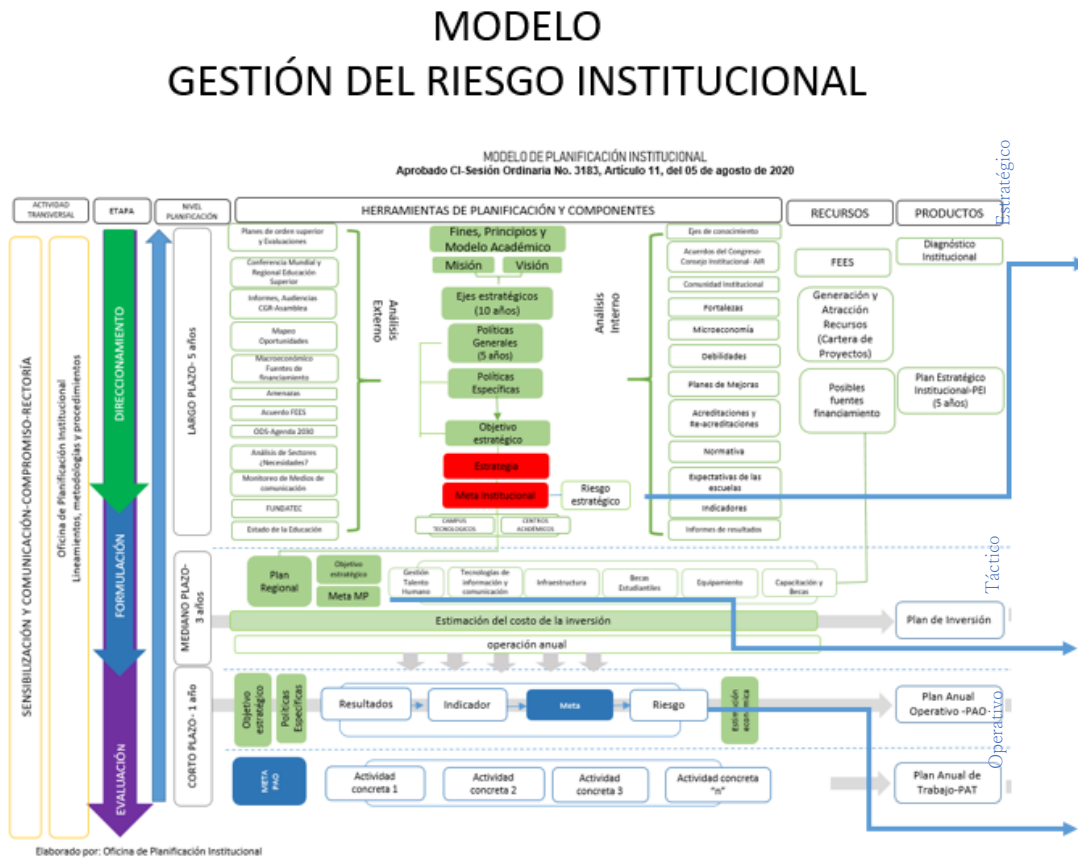 MODELO
GESTIÓN DEL RIESGO INSTITUCIONAL
MODELO DE PLANIFICACIÓN INSTITUCIONAL
Aprobado CI-Sesión Ordinaria No. 3183, Artículo 11, del 05 de agosto de 2020
ACTIVIDAD
TRANSVERSAL
ETAPA
NIVEL
PLANIFICACIÓN
HERRAMIENTAS DE PLANIFICACIÓN Y COMPONENTES
RECURSOS
PRODUCTOS
Estratégico
SENSIBILIZACIÓN Y COMUNICACIÓN-COMPROMISO-RECTORÍA
Oficina de Planificación Institucional
Lineamientos, metodologías y procedimientos
DIRECCIONAMIENTO
FORMULACIÓN
EVALUACIÓN
LARGO PLAZO- 5 años
Planes de orden superior
y Evaluaciones
Conferencia Mundial y
Regional Educación
Superior
Informes, Audiencias
CGR-Asamblea
Mapeo
Oportunidades
Macroeconómico
Fuentes de
financiamiento
Amenazas
Acuerdo FEES
ODS-Agenda 2030
Análisis de Sectores
¿Necesidades?
Monitoreo de Medios de
comunicación
FUNDATEC
Estado de la Educación
Análisis
Externo
Fines, Principios y
Modelo Académico
Misión
Visión
Ejes estratégicos
(10 años)
Políticas
Generales
(5 años)
Políticas
Específicas
Objetivo
estratégico
Estrategia
Meta Institucional
Riesgo
estratégico
CAMPUS
TECNOLOGICOS
CENTROS
ACADÉMICOS
Análisis
Interno
Ejes de conocimiento
Acuerdos del Congreso-
Consejo Institucional- AIR
Comunidad Institucional
Fortalezas
Microeconomía
Debilidades
Planes de Mejoras
Acreditaciones y
Re-acreditaciones
Normativa
Expectativas de las
escuelas
Indicadores
Informes de resultados
FEES
Generación y
Atracción
Recursos
(Cartera de
Proyectos)
Posibles
fuentes
financiamiento
Diagnóstico
Institucional
Plan Estratégico
Institucional-PEI
(5 años)
Táctico
MEDIANO PLAZO-
3 años
Plan
Regional
Objetivo
estratégico
Meta MP
Gestión
Talento
Humano
Tecnologías de
información y
comunicación
Infraestructura
Becas
Estudiantiles
Equipamiento
Capacitación y
Becas
Estimación del costo de la inversión
Plan de Inversión
operación anual
Operativo
CORTO PLAZO- 1 año
Objetivo
estratégico
Políticas
Específicas
Resultados
Indicador
Meta
Riesgo
Estimación
económica
Plan Anual
Operativo -PAO-
META
PAO
Actividad
concreta 1
Actividad
concreta 2
Actividad
concreta 3
Actividad concreta
"n"
Plan Anual de
Trabajo-PAT
Elaborado por: Oficina de Planificación Institucional